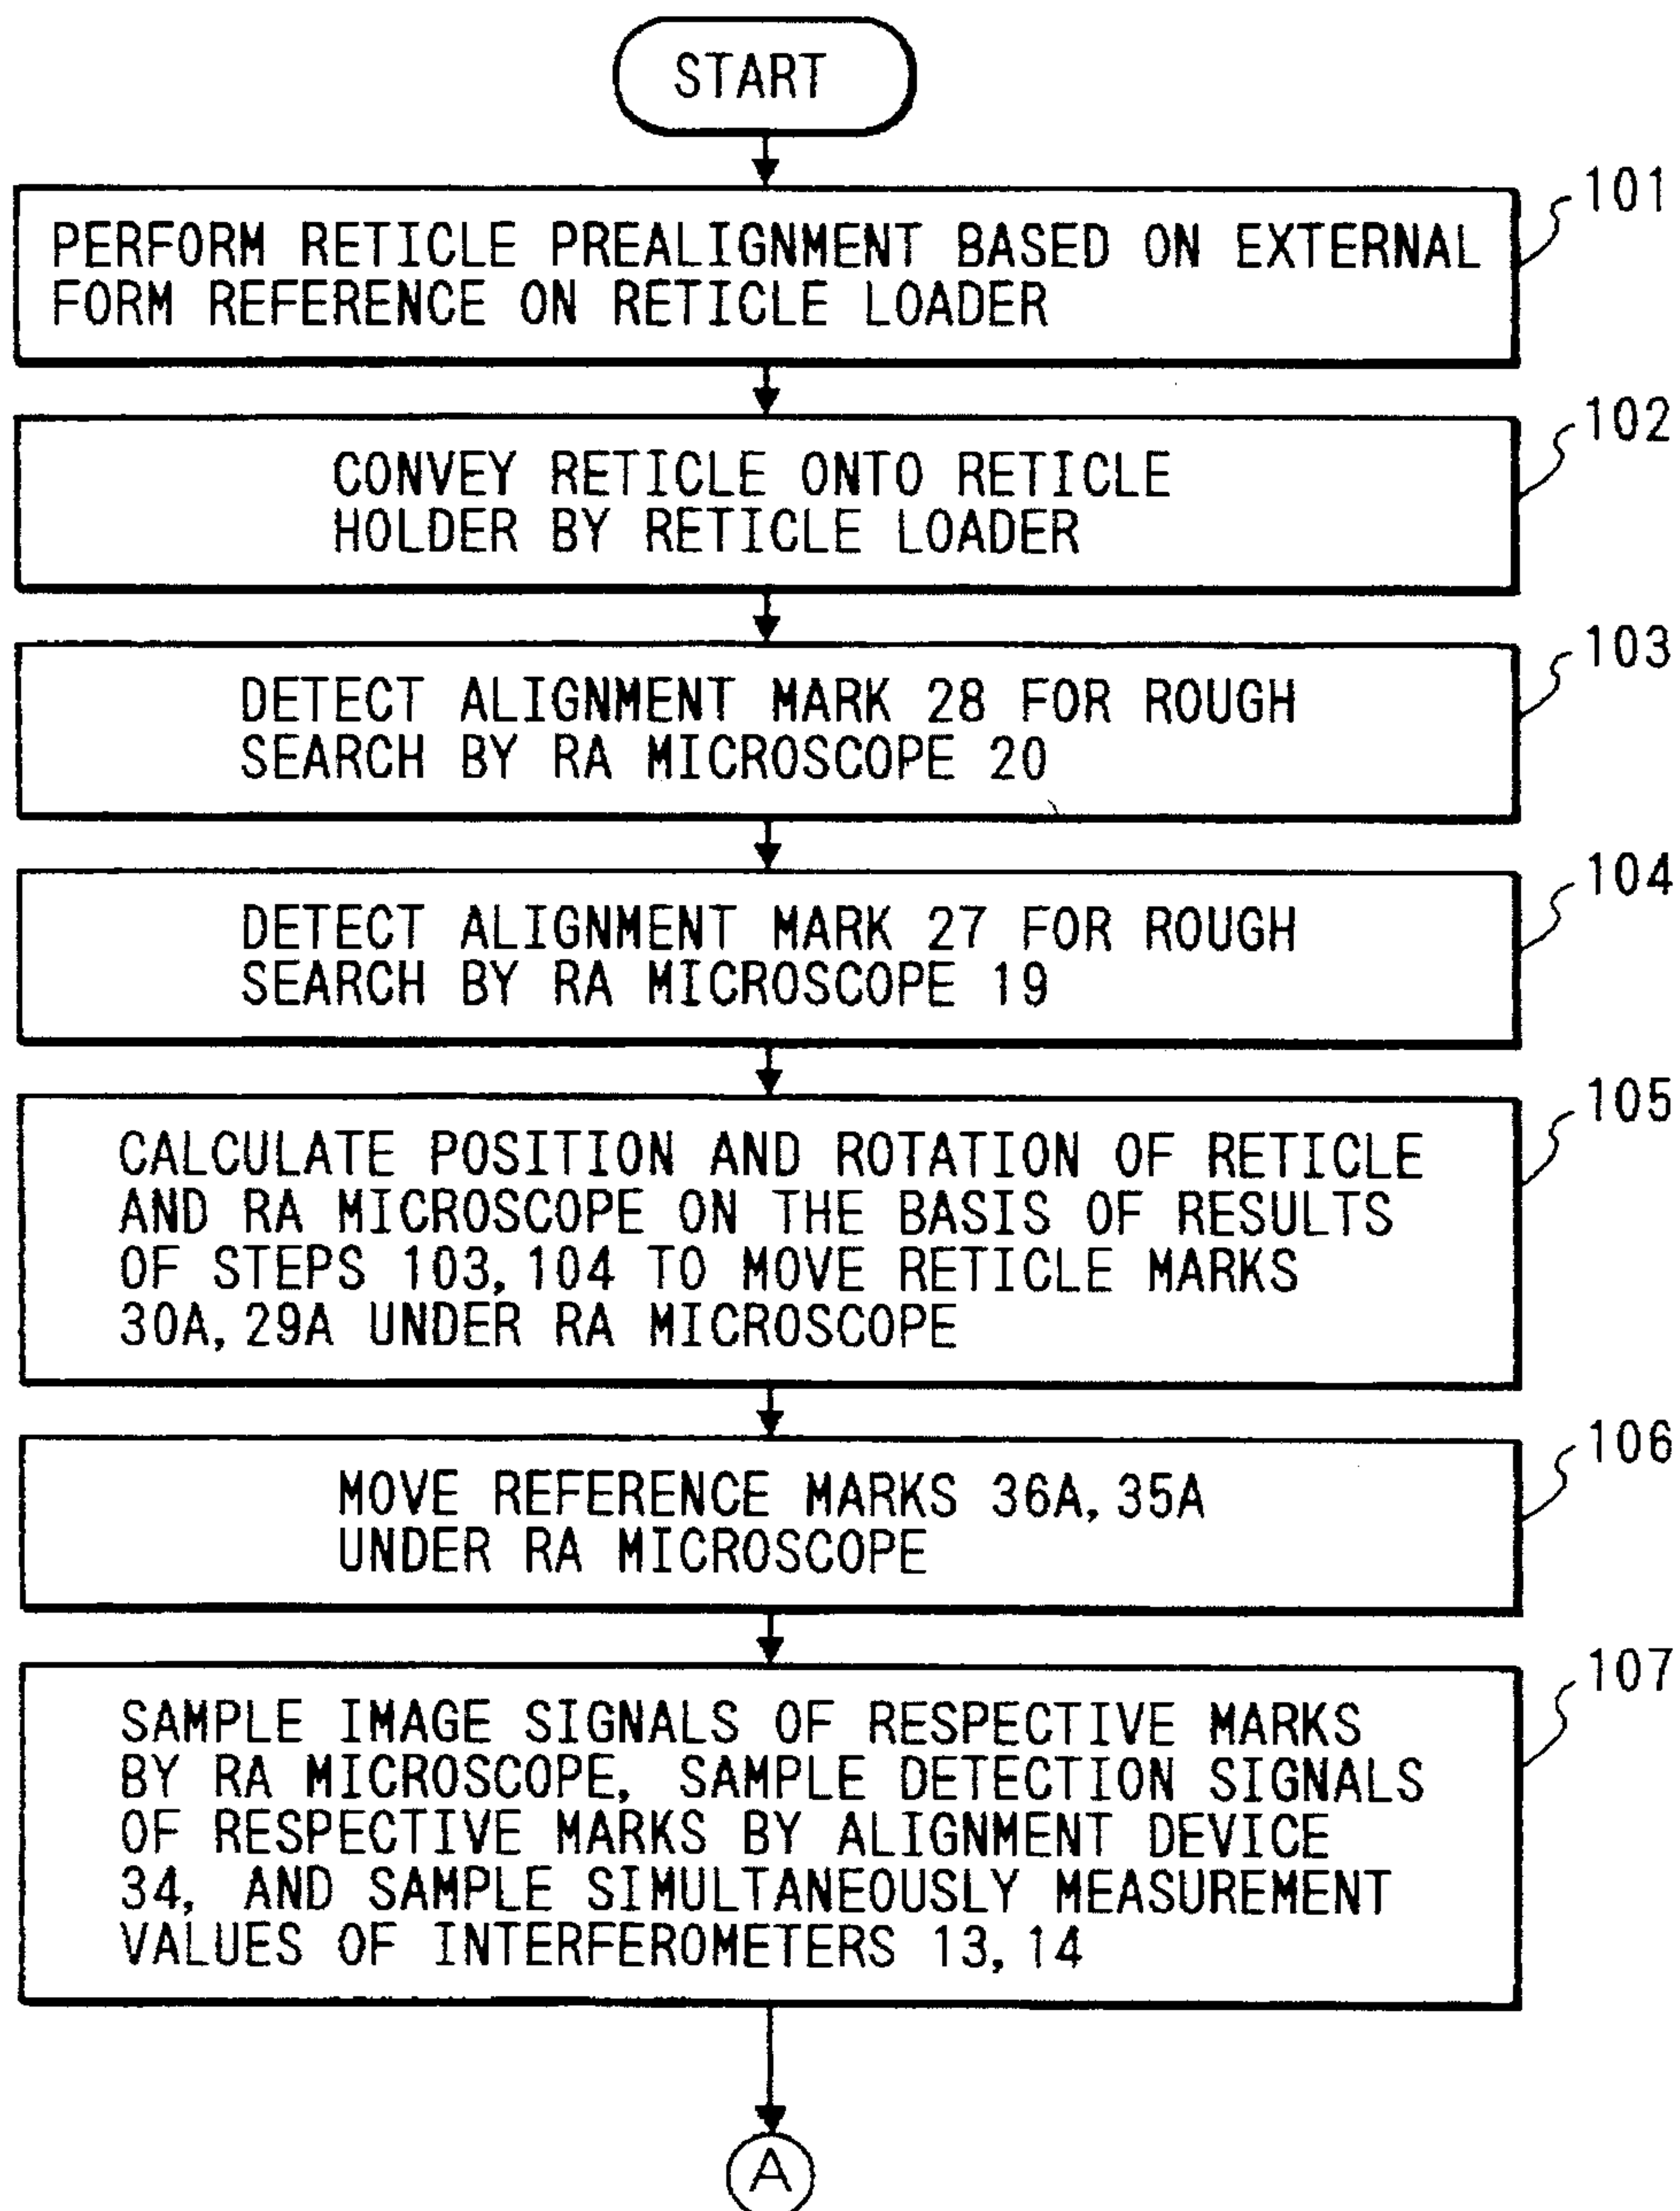 START
101
PERFORM RETICLE PREALIGNMENT BASED ON EXTERNAL
FORM REFERENCE ON RETICLE LOADER
102
CONVEY RETICLE ONTO RETICLE
HOLDER BY RETICLE LOADER
103
DETECT ALIGNMENT MARK 28 FOR ROUGH
SEARCH BY RA MICROSCOPE 20
104
DETECT ALIGNMENT MARK 27 FOR ROUGH
SEARCH BY RA MICROSCOPE 19
105
CALCULATE POSITION AND ROTATION OF RETICLE
AND RA MICROSCOPE ON THE BASIS OF RESULTS
OF STEPS 103, 104 TO MOVE RETICLE MARKS
30A, 29A UNDER RA MICROSCOPE
106
MOVE REFERENCE MARKS 36A, 35A
UNDER RA MICROSCOPE
107
SAMPLE IMAGE SIGNALS OF RESPECTIVE MARKS
BY RA MICROSCOPE, SAMPLE DETECTION SIGNALS
OF RESPECTIVE MARKS BY ALIGNMENT DEVICE
34, AND SAMPLE SIMULTANEOUSLY MEASUREMENT
VALUES OF INTERFEROMETERS 13, 14
A